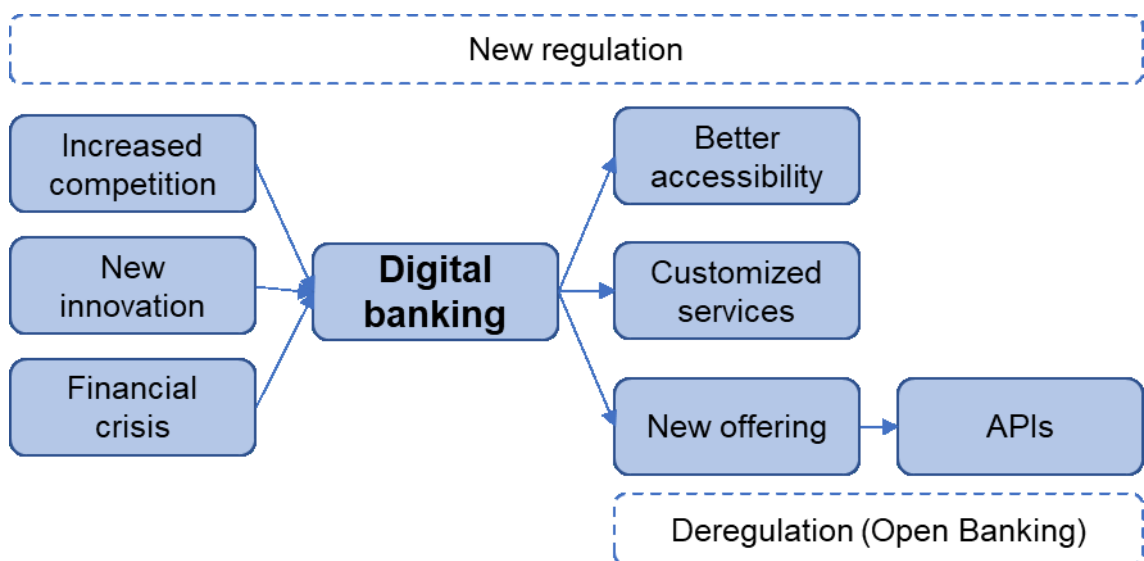 New regulation
Increased
competition
Better
accessibility
New
innovation
Digital
banking
Customized
services
Financial
crisis
New offering
APIs
Deregulation (Open Banking)